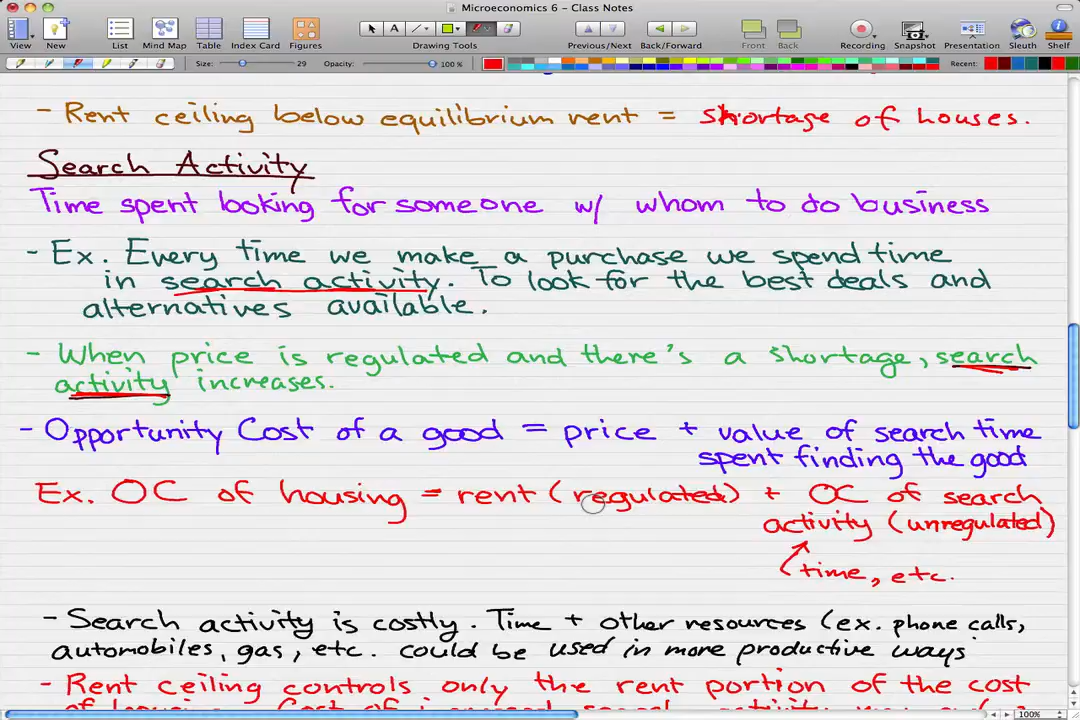 Microeconomics 6 - Class Notes
View New List Mind Map Table Index Card Figures Drawing Tools Previous/Next Back/Forward Front Back Recording Snapshot Presentation Sleuth Shelf
Size: 29 Opacity: 100 % Recent:
- Rent ceiling below equilibrium rent = shortage of houses.
Search Activity
Time spent looking for someone w/ whom to do business
- Ex. Every time we make a purchase we spend time
in search activity. To look for the best deals and
alternatives available.
- When price is regulated and there's a shortage, search
activity increases.
- Opportunity Cost of a good = price + value of search time
spent finding the good
Ex. OC of housing = rent (regulated) + OC of search
activity (unregulated)
time, etc.
- Search activity is costly. Time + other resources (ex. phone calls,
automobiles, gas, etc. could be used in more productive ways
- Rent ceiling controls only the rent portion of the cost
100%